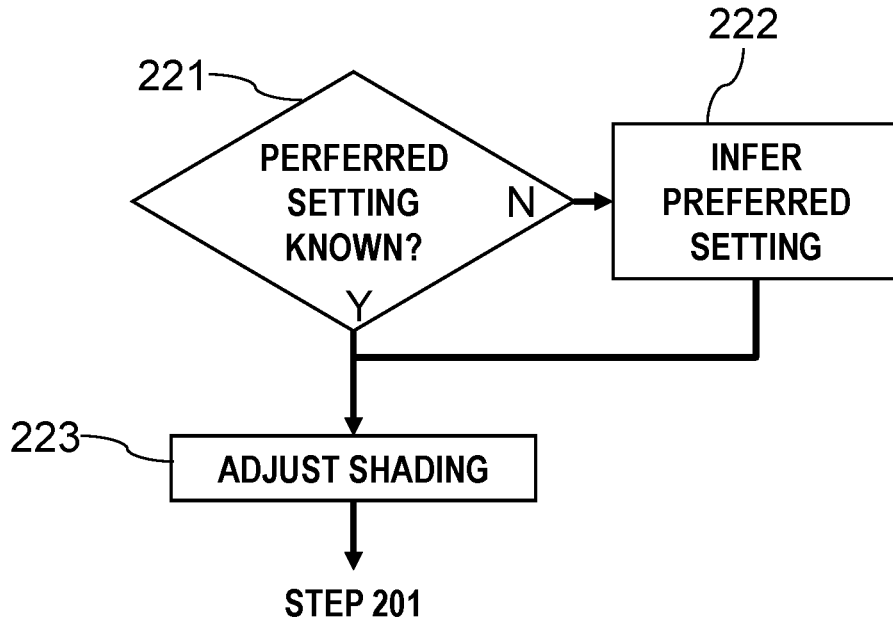 222
221
PERFERRED
SETTING
KNOWN?
N
Y
INFER
PREFERRED
SETTING
223
ADJUST SHADING
STEP 201